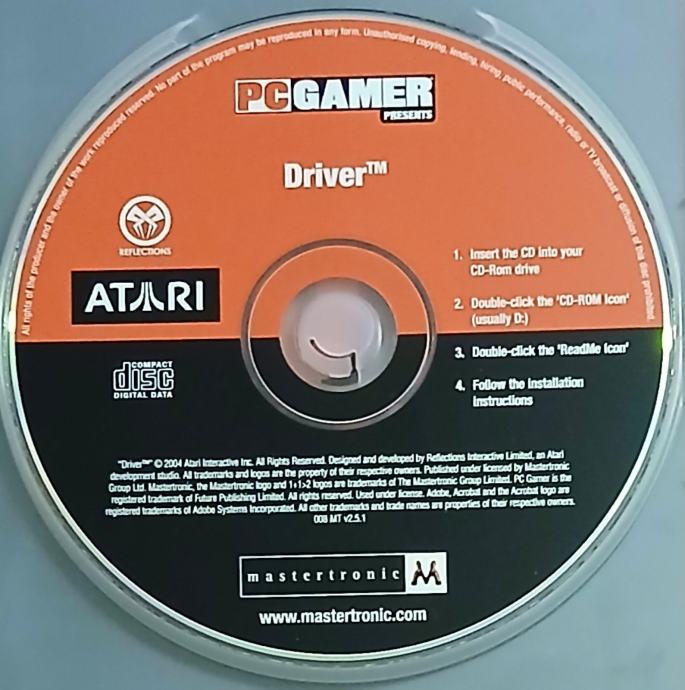 All rights of the producer and the owner of the work reproduced reserved. No part of the program may be reproduced in any form. Unauthorised copying, lending, hiring, public performance, radio or TV broadcast or diffusion of the disc prohibited
PC GAMER
PRESENTS
Driver™
REFLECTIONS
ATARI
COMPACT
disc
DIGITAL DATA
1. Insert the CD into your
CD-Rom drive
2. Double-click the 'CD-ROM Icon'
(usually D:)
3. Double-click the 'ReadMe Icon'
4. Follow the installation
instructions
"Driver™" © 2004 Atari Interactive Inc. All Rights Reserved. Designed and developed by Reflections Interactive Limited, an Atari
development studio. All trademarks and logos are the property of their respective owners. Published under licensed by Mastertronic
Group Ltd. Mastertronic, the Mastertronic logo and 1+1>2 logos are trademarks of The Mastertronic Group Limited. PC Gamer is the
registered trademark of Future Publishing Limited. All rights reserved. Used under license. Adobe, Acrobat and the Acrobat logo are
registered trademarks of Adobe Systems Incorporated. All other trademarks and trade names are properties of their respective owners.
008 MT v2.5.1
mastertronic M
www.mastertronic.com